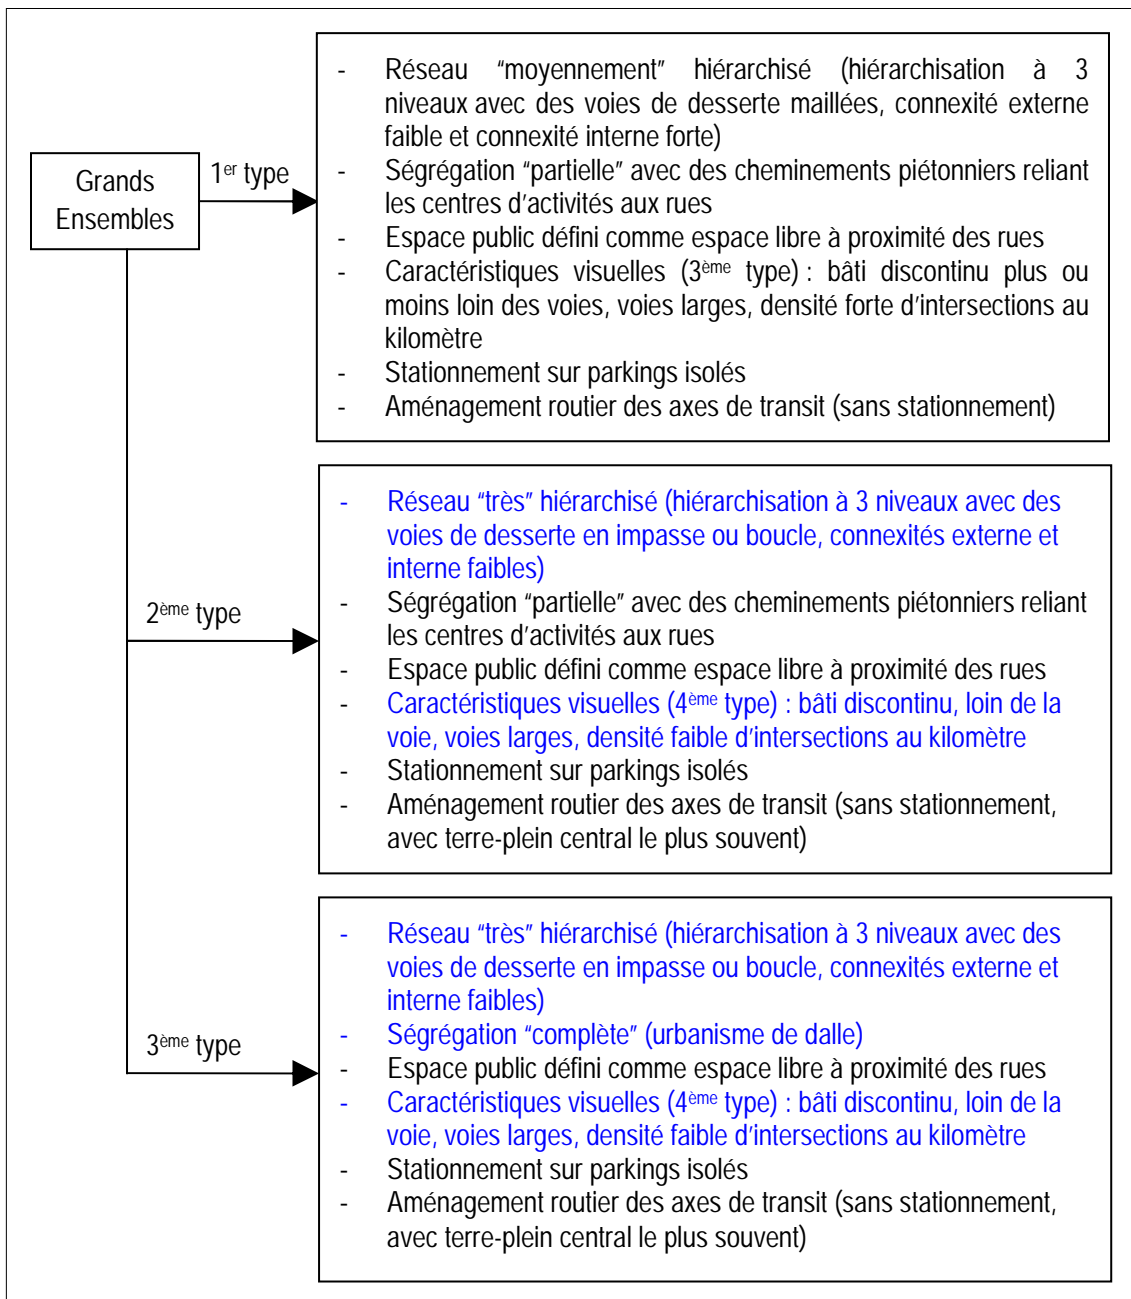 Grands
Ensembles
1er type
- Réseau “moyennement” hiérarchisé (hiérarchisation à 3
niveaux avec des voies de desserte maillées, connexité externe
faible et connexité interne forte)
- Ségrégation “partielle” avec des cheminements piétonniers reliant
les centres d’activités aux rues
- Espace public défini comme espace libre à proximité des rues
- Caractéristiques visuelles (3ème type) : bâti discontinu plus ou
moins loin des voies, voies larges, densité forte d’intersections au
kilomètre
- Stationnement sur parkings isolés
- Aménagement routier des axes de transit (sans stationnement)
2ème type
- Réseau “très” hiérarchisé (hiérarchisation à 3 niveaux avec des
voies de desserte en impasse ou boucle, connexités externe et
interne faibles)
- Ségrégation “partielle” avec des cheminements piétonniers reliant
les centres d’activités aux rues
- Espace public défini comme espace libre à proximité des rues
- Caractéristiques visuelles (4ème type) : bâti discontinu, loin de la
voie, voies larges, densité faible d’intersections au kilomètre
- Stationnement sur parkings isolés
- Aménagement routier des axes de transit (sans stationnement,
avec terre-plein central le plus souvent)
3ème type
- Réseau “très” hiérarchisé (hiérarchisation à 3 niveaux avec des
voies de desserte en impasse ou boucle, connexités externe et
interne faibles)
- Ségrégation “complète” (urbanisme de dalle)
- Espace public défini comme espace libre à proximité des rues
- Caractéristiques visuelles (4ème type) : bâti discontinu, loin de la
voie, voies larges, densité faible d’intersections au kilomètre
- Stationnement sur parkings isolés
- Aménagement routier des axes de transit (sans stationnement,
avec terre-plein central le plus souvent)